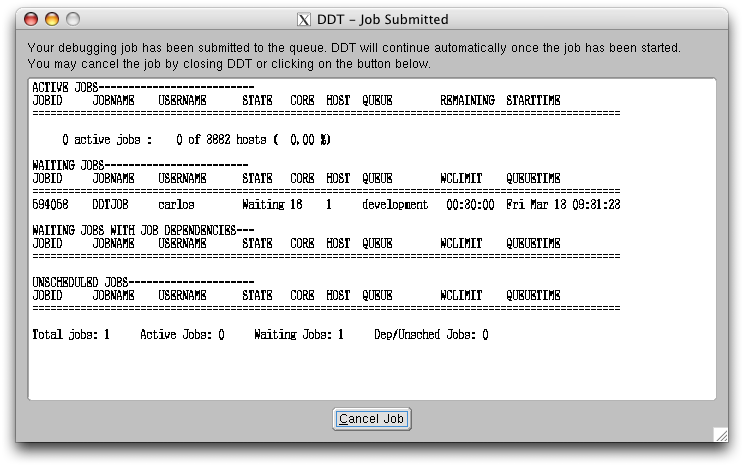 DDT - Job Submitted
Your debugging job has been submitted to the queue. DDT will continue automatically once the job has been started.
You may cancel the job by closing DDT or clicking on the button below.
ACTIVE JOBS--------------------------
JOBID JOBNAME USERNAME STATE CORE HOST QUEUE REMAINING STARTTIME
==================================================================================================
0 active jobs : 0 of 3882 hosts ( 0.00 %)
WAITING JOBS------------------------
JOBID JOBNAME USERNAME STATE CORE HOST QUEUE WCLIMIT QUEUETIME
==================================================================================================
594058 DDTJOB carlos Waiting 16 1 development 00:30:00 Fri Mar 13 09:31:23
WAITING JOBS WITH JOB DEPENDENCIES---
JOBID JOBNAME USERNAME STATE CORE HOST QUEUE WCLIMIT QUEUETIME
==================================================================================================
UNSCHEDULED JOBS---------------------
JOBID JOBNAME USERNAME STATE CORE HOST QUEUE WCLIMIT QUEUETIME
==================================================================================================
Total jobs: 1 Active Jobs: 0 Waiting Jobs: 1 Dep/Unsched Jobs: 0
Cancel Job